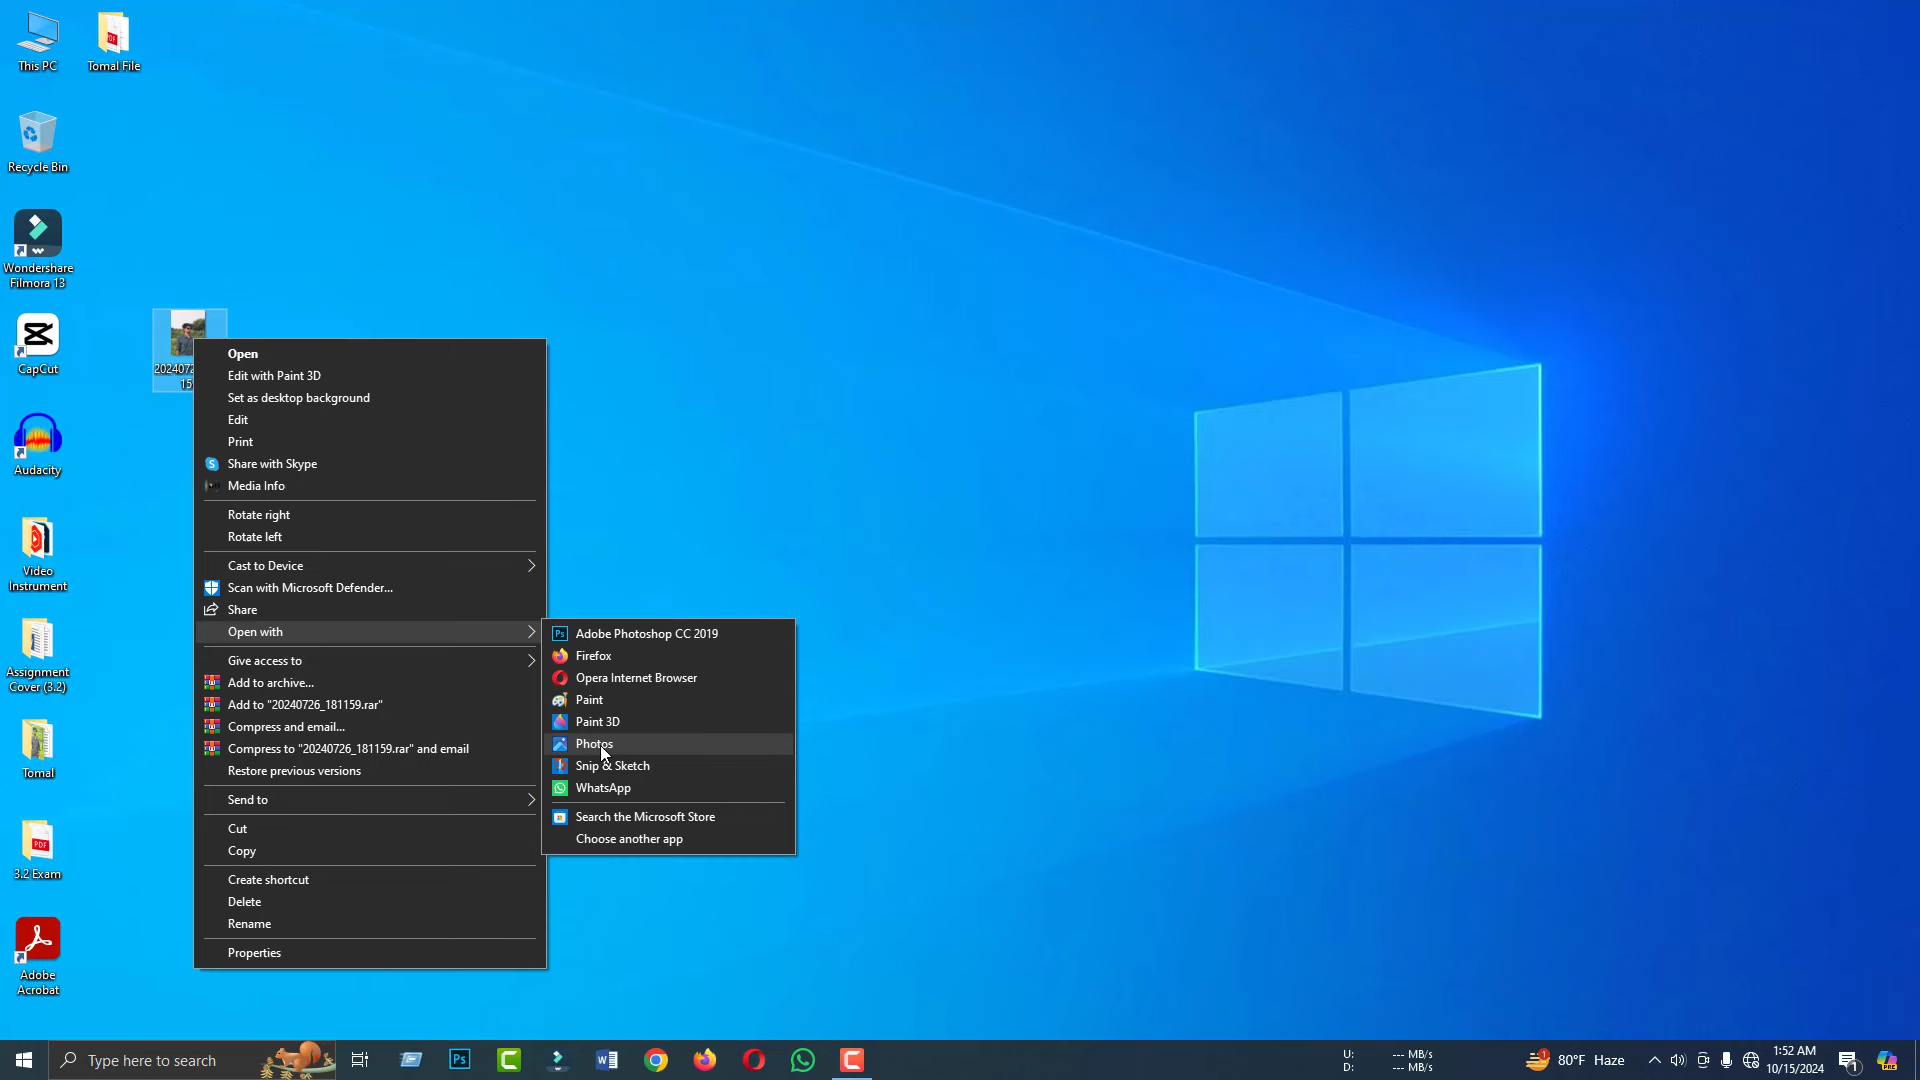 This PC
Tomal File
Recycle Bin
Wondershare
Filmora 13
CapCut
Audacity
Video
Instrument
Assignment
Cover (3.2)
Tomal
3.2 Exam
Adobe
Acrobat
Open
Edit with Paint 3D
Set as desktop background
Edit
Print
Share with Skype
Media Info
Rotate right
Rotate left
Cast to Device
Scan with Microsoft Defender...
Share
Open with
Give access to
Add to archive...
Add to "20240726_181159.rar"
Compress and email...
Compress to "20240726_181159.rar" and email
Restore previous versions
Send to
Cut
Copy
Create shortcut
Delete
Rename
Properties
Adobe Photoshop CC 2019
Firefox
Opera Internet Browser
Paint
Paint 3D
Photos
Snip & Sketch
WhatsApp
Search the Microsoft Store
Choose another app
Type here to search
U: --- MB/s
D: --- MB/s
80°F Haze
1:52 AM
10/15/2024